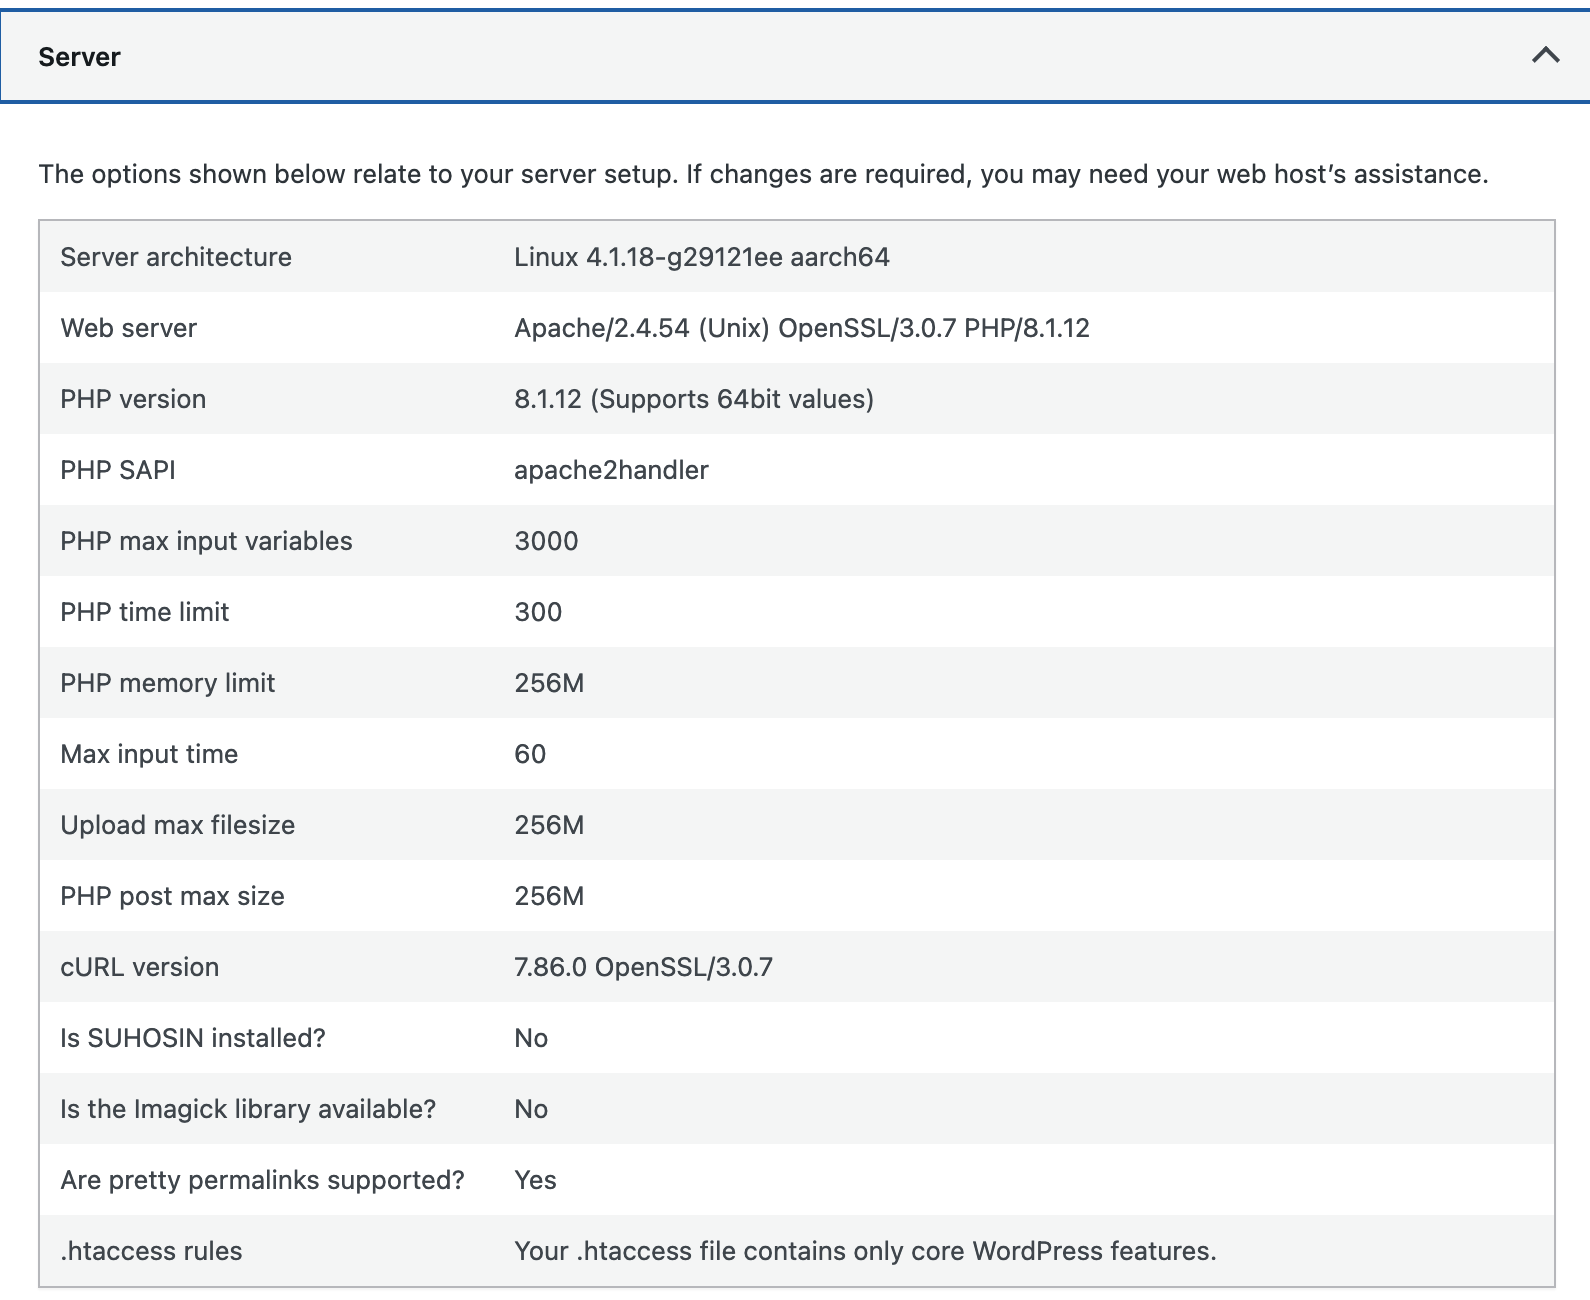 Server
The options shown below relate to your server setup. If changes are required, you may need your web host’s assistance.
Server architecture Linux 4.1.18-g29121ee aarch64
Web server Apache/2.4.54 (Unix) OpenSSL/3.0.7 PHP/8.1.12
PHP version 8.1.12 (Supports 64bit values)
PHP SAPI apache2handler
PHP max input variables 3000
PHP time limit 300
PHP memory limit 256M
Max input time 60
Upload max filesize 256M
PHP post max size 256M
cURL version 7.86.0 OpenSSL/3.0.7
Is SUHOSIN installed? No
Is the Imagick library available? No
Are pretty permalinks supported? Yes
.htaccess rules Your .htaccess file contains only core WordPress features.